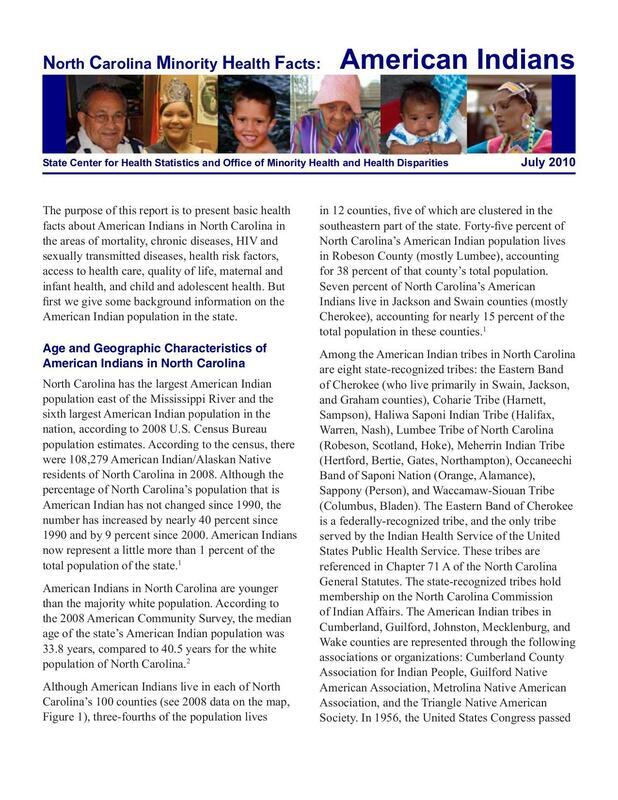 North Carolina Minority Health Facts: American Indians
State Center for Health Statistics and Office of Minority Health and Health Disparities July 2010
The purpose of this report is to present basic health
facts about American Indians in North Carolina in
the areas of mortality, chronic diseases, HIV and
sexually transmitted diseases, health risk factors,
access to health care, quality of life, maternal and
infant health, and child and adolescent health. But
first we give some background information on the
American Indian population in the state.
Age and Geographic Characteristics of
American Indians in North Carolina
North Carolina has the largest American Indian
population east of the Mississippi River and the
sixth largest American Indian population in the
nation, according to 2008 U.S. Census Bureau
population estimates. According to the census, there
were 108,279 American Indian/Alaskan Native
residents of North Carolina in 2008. Although the
percentage of North Carolina's population that is
American Indian has not changed since 1990, the
number has increased by nearly 40 percent since
1990 and by 9 percent since 2000. American Indians
now represent a little more than 1 percent of the
total population of the state.1
American Indians in North Carolina are younger
than the majority white population. According to
the 2008 American Community Survey, the median
age of the state's American Indian population was
33.8 years, compared to 40.5 years for the white
population of North Carolina.2
Although American Indians live in each of North
Carolina's 100 counties (see 2008 data on the map,
Figure 1), three-fourths of the population lives
in 12 counties, five of which are clustered in the
southeastern part of the state. Forty-five percent of
North Carolina's American Indian population lives
in Robeson County (mostly Lumbee), accounting
for 38 percent of that county's total population.
Seven percent of North Carolina's American
Indians live in Jackson and Swain counties (mostly
Cherokee), accounting for nearly 15 percent of the
total population in these counties.1
Among the American Indian tribes in North Carolina
are eight state-recognized tribes: the Eastern Band
of Cherokee (who live primarily in Swain, Jackson,
and Graham counties), Coharie Tribe (Harnett,
Sampson), Haliwa Saponi Indian Tribe (Halifax,
Warren, Nash), Lumbee Tribe of North Carolina
(Robeson, Scotland, Hoke), Meherrin Indian Tribe
(Hertford, Bertie, Gates, Northampton), Occaneechi
Band of Saponi Nation (Orange, Alamance),
Sappony (Person), and Waccamaw-Siouan Tribe
(Columbus, Bladen). The Eastern Band of Cherokee
is a federally-recognized tribe, and the only tribe
served by the Indian Health Service of the United
States Public Health Service. These tribes are
referenced in Chapter 71 A of the North Carolina
General Statutes. The state-recognized tribes hold
membership on the North Carolina Commission
of Indian Affairs. The American Indian tribes in
Cumberland, Guilford, Johnston, Mecklenburg, and
Wake counties are represented through the following
associations or organizations: Cumberland County
Association for Indian People, Guilford Native
American Association, Metrolina Native American
Association, and the Triangle Native American
Society. In 1956, the United States Congress passed